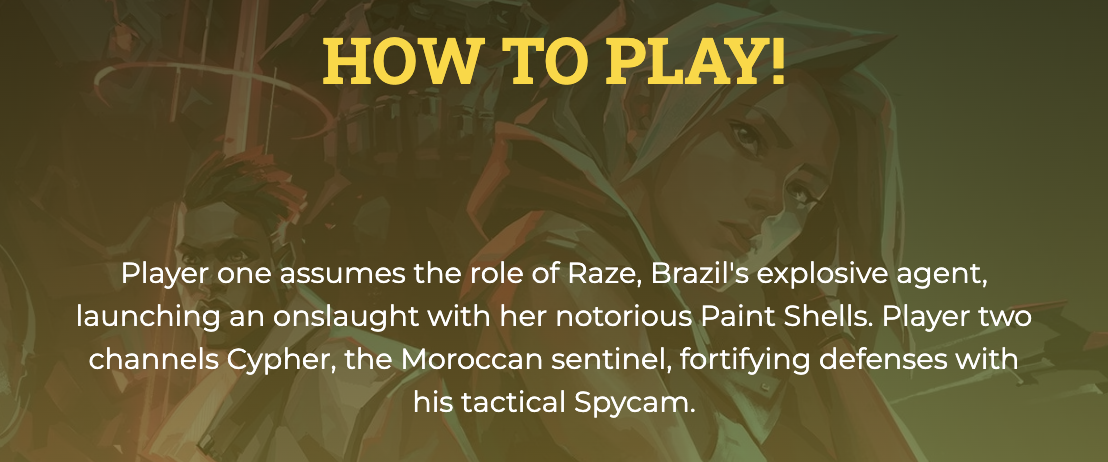 HOW TO PLAY!
Player one assumes the role of Raze, Brazil's explosive agent,
launching an onslaught with her notorious Paint Shells. Player two
channels Cypher, the Moroccan sentinel, fortifying defenses with
his tactical Spycam.